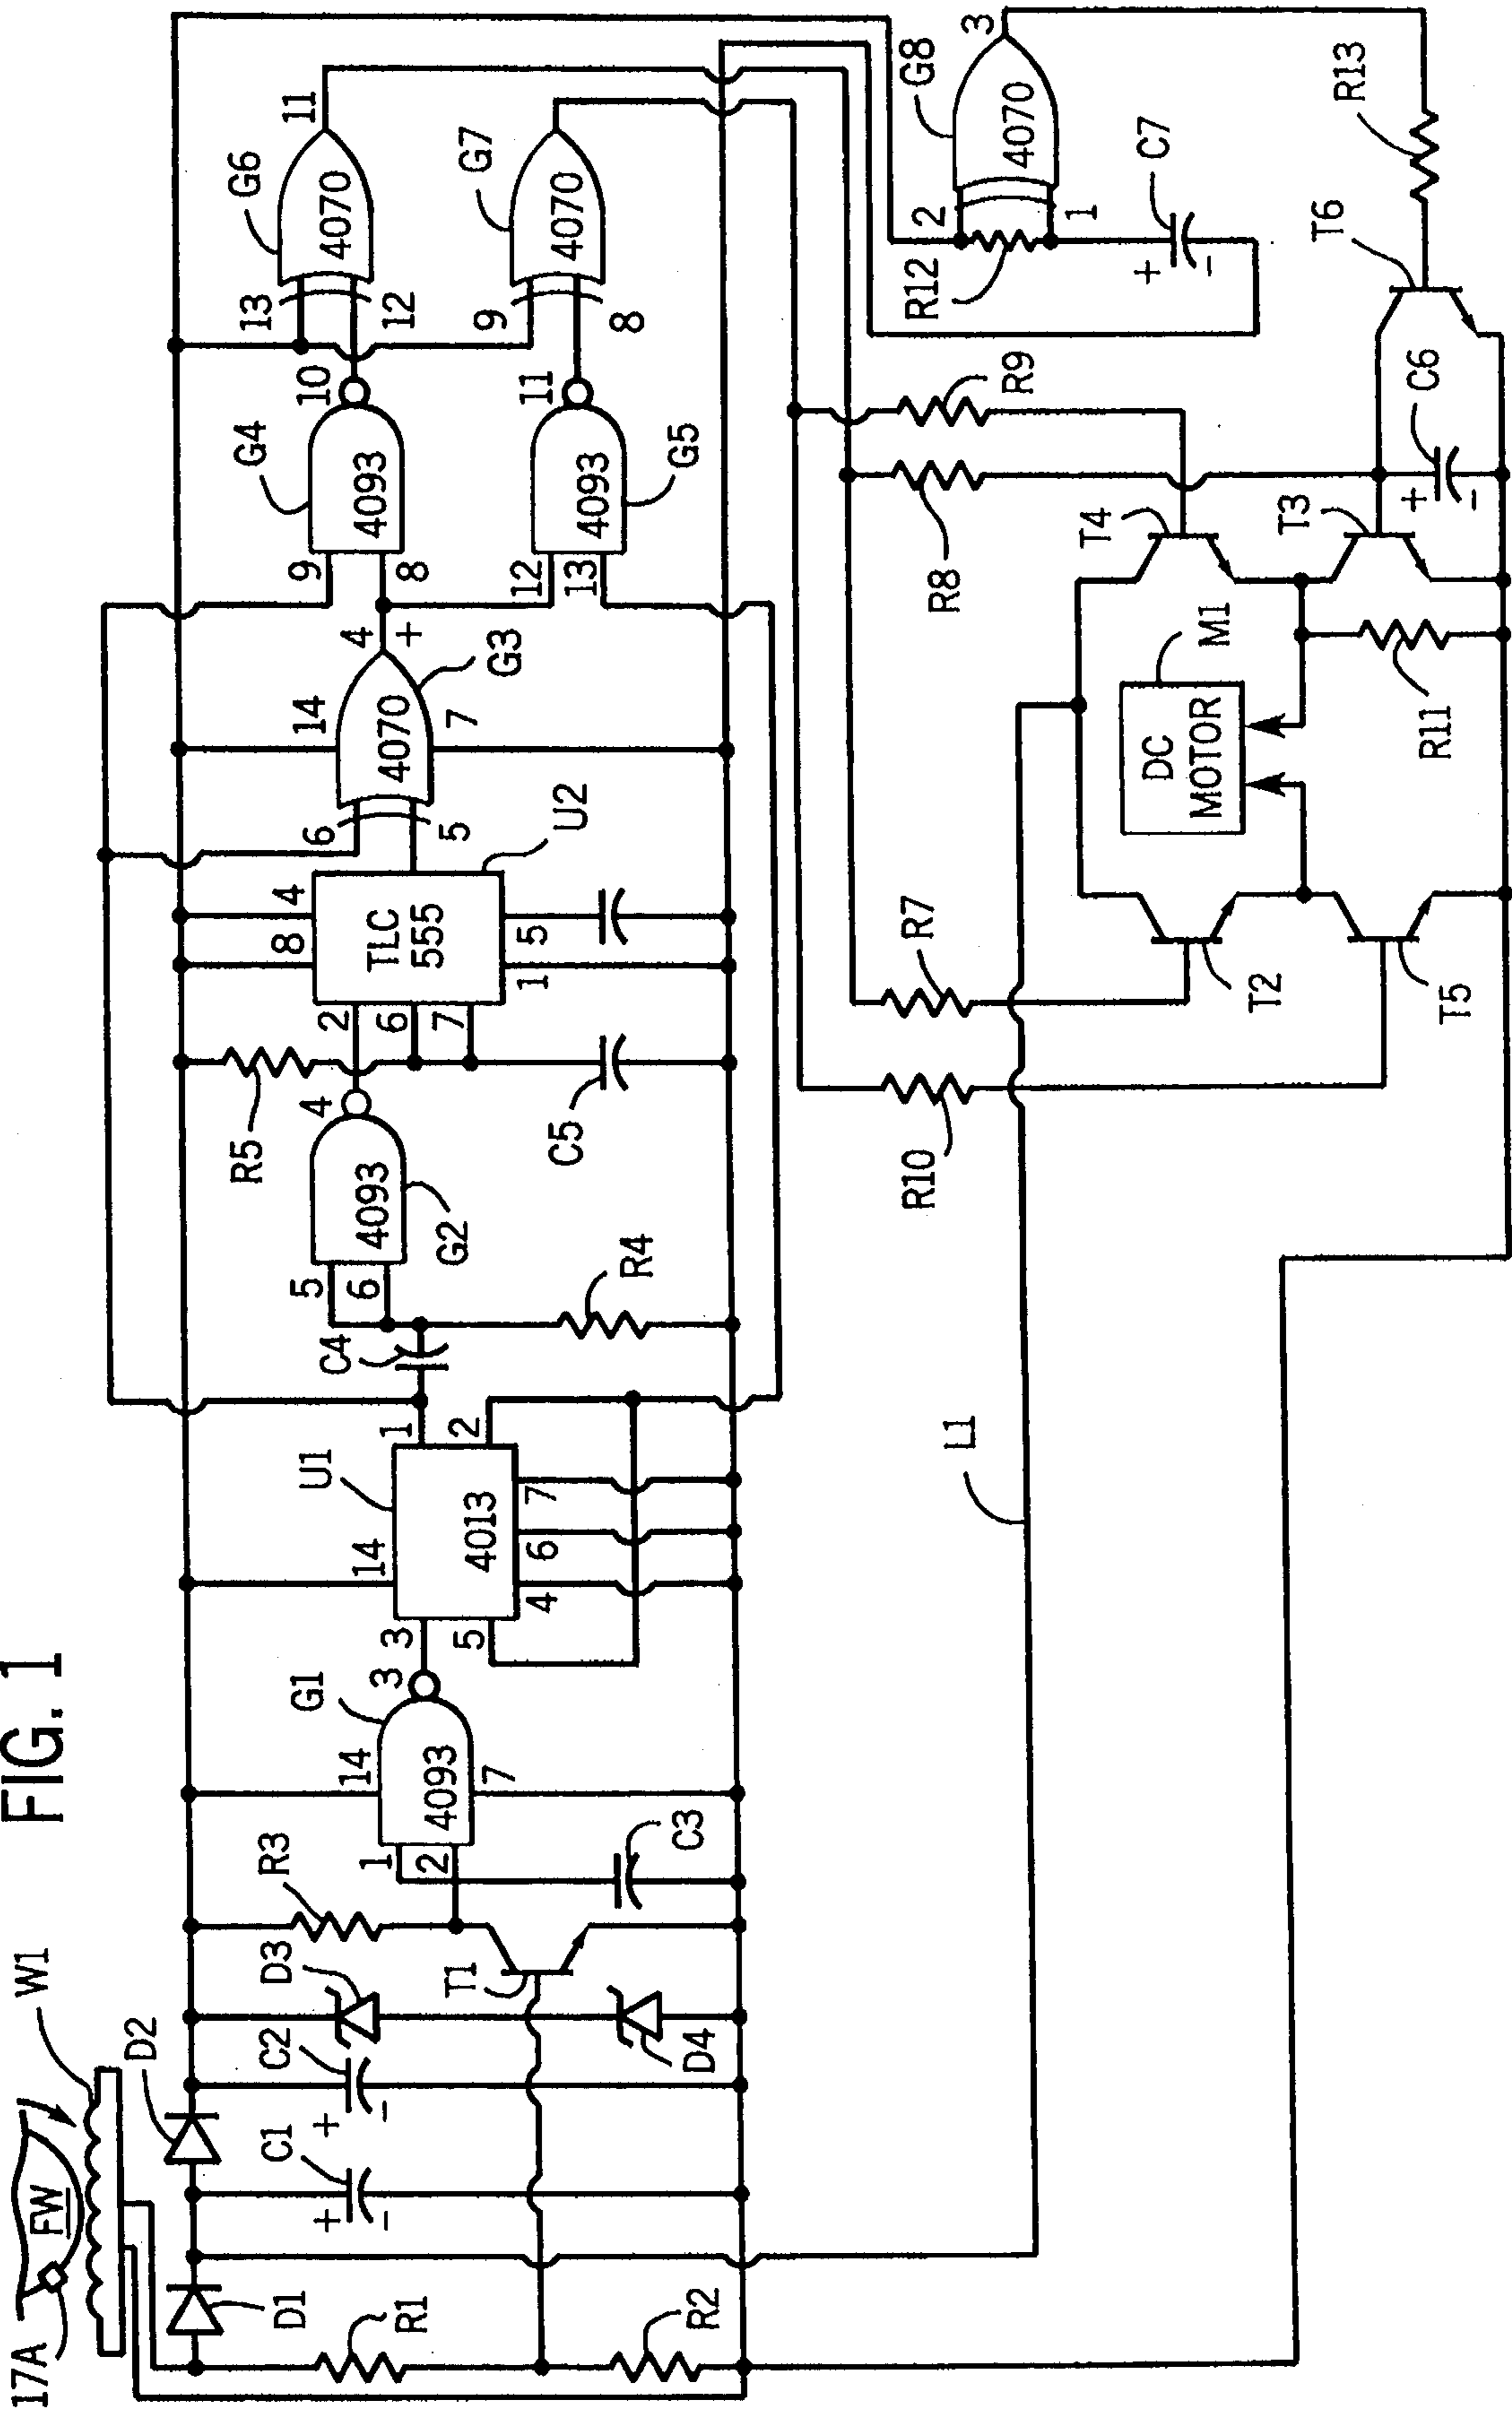 FIG. 1
17A
FW
W1
D1
D2
R1
R2
C1
+
-
C2
+
-
D3
D4
T1
R3
C3
1
2
14
4093
7
G1
3
3
5
14
U1
4013
4
6
7
1
2
C4
R4
5
6
4093
G2
4
R5
C5
2
6
7
8
4
TLC
555
1
5
U2
6
5
14
4070
7
G3
4
+
9
8
G4
4093
10
12
13
4093
G5
11
13
12
G6
4070
11
9
8
G7
4070
R12
2
1
G8
4070
3
C7
+
-
R13
T6
C6
+
-
R9
R8
T4
T3
M1
DC
MOTOR
R11
R7
T2
T5
R10
L1